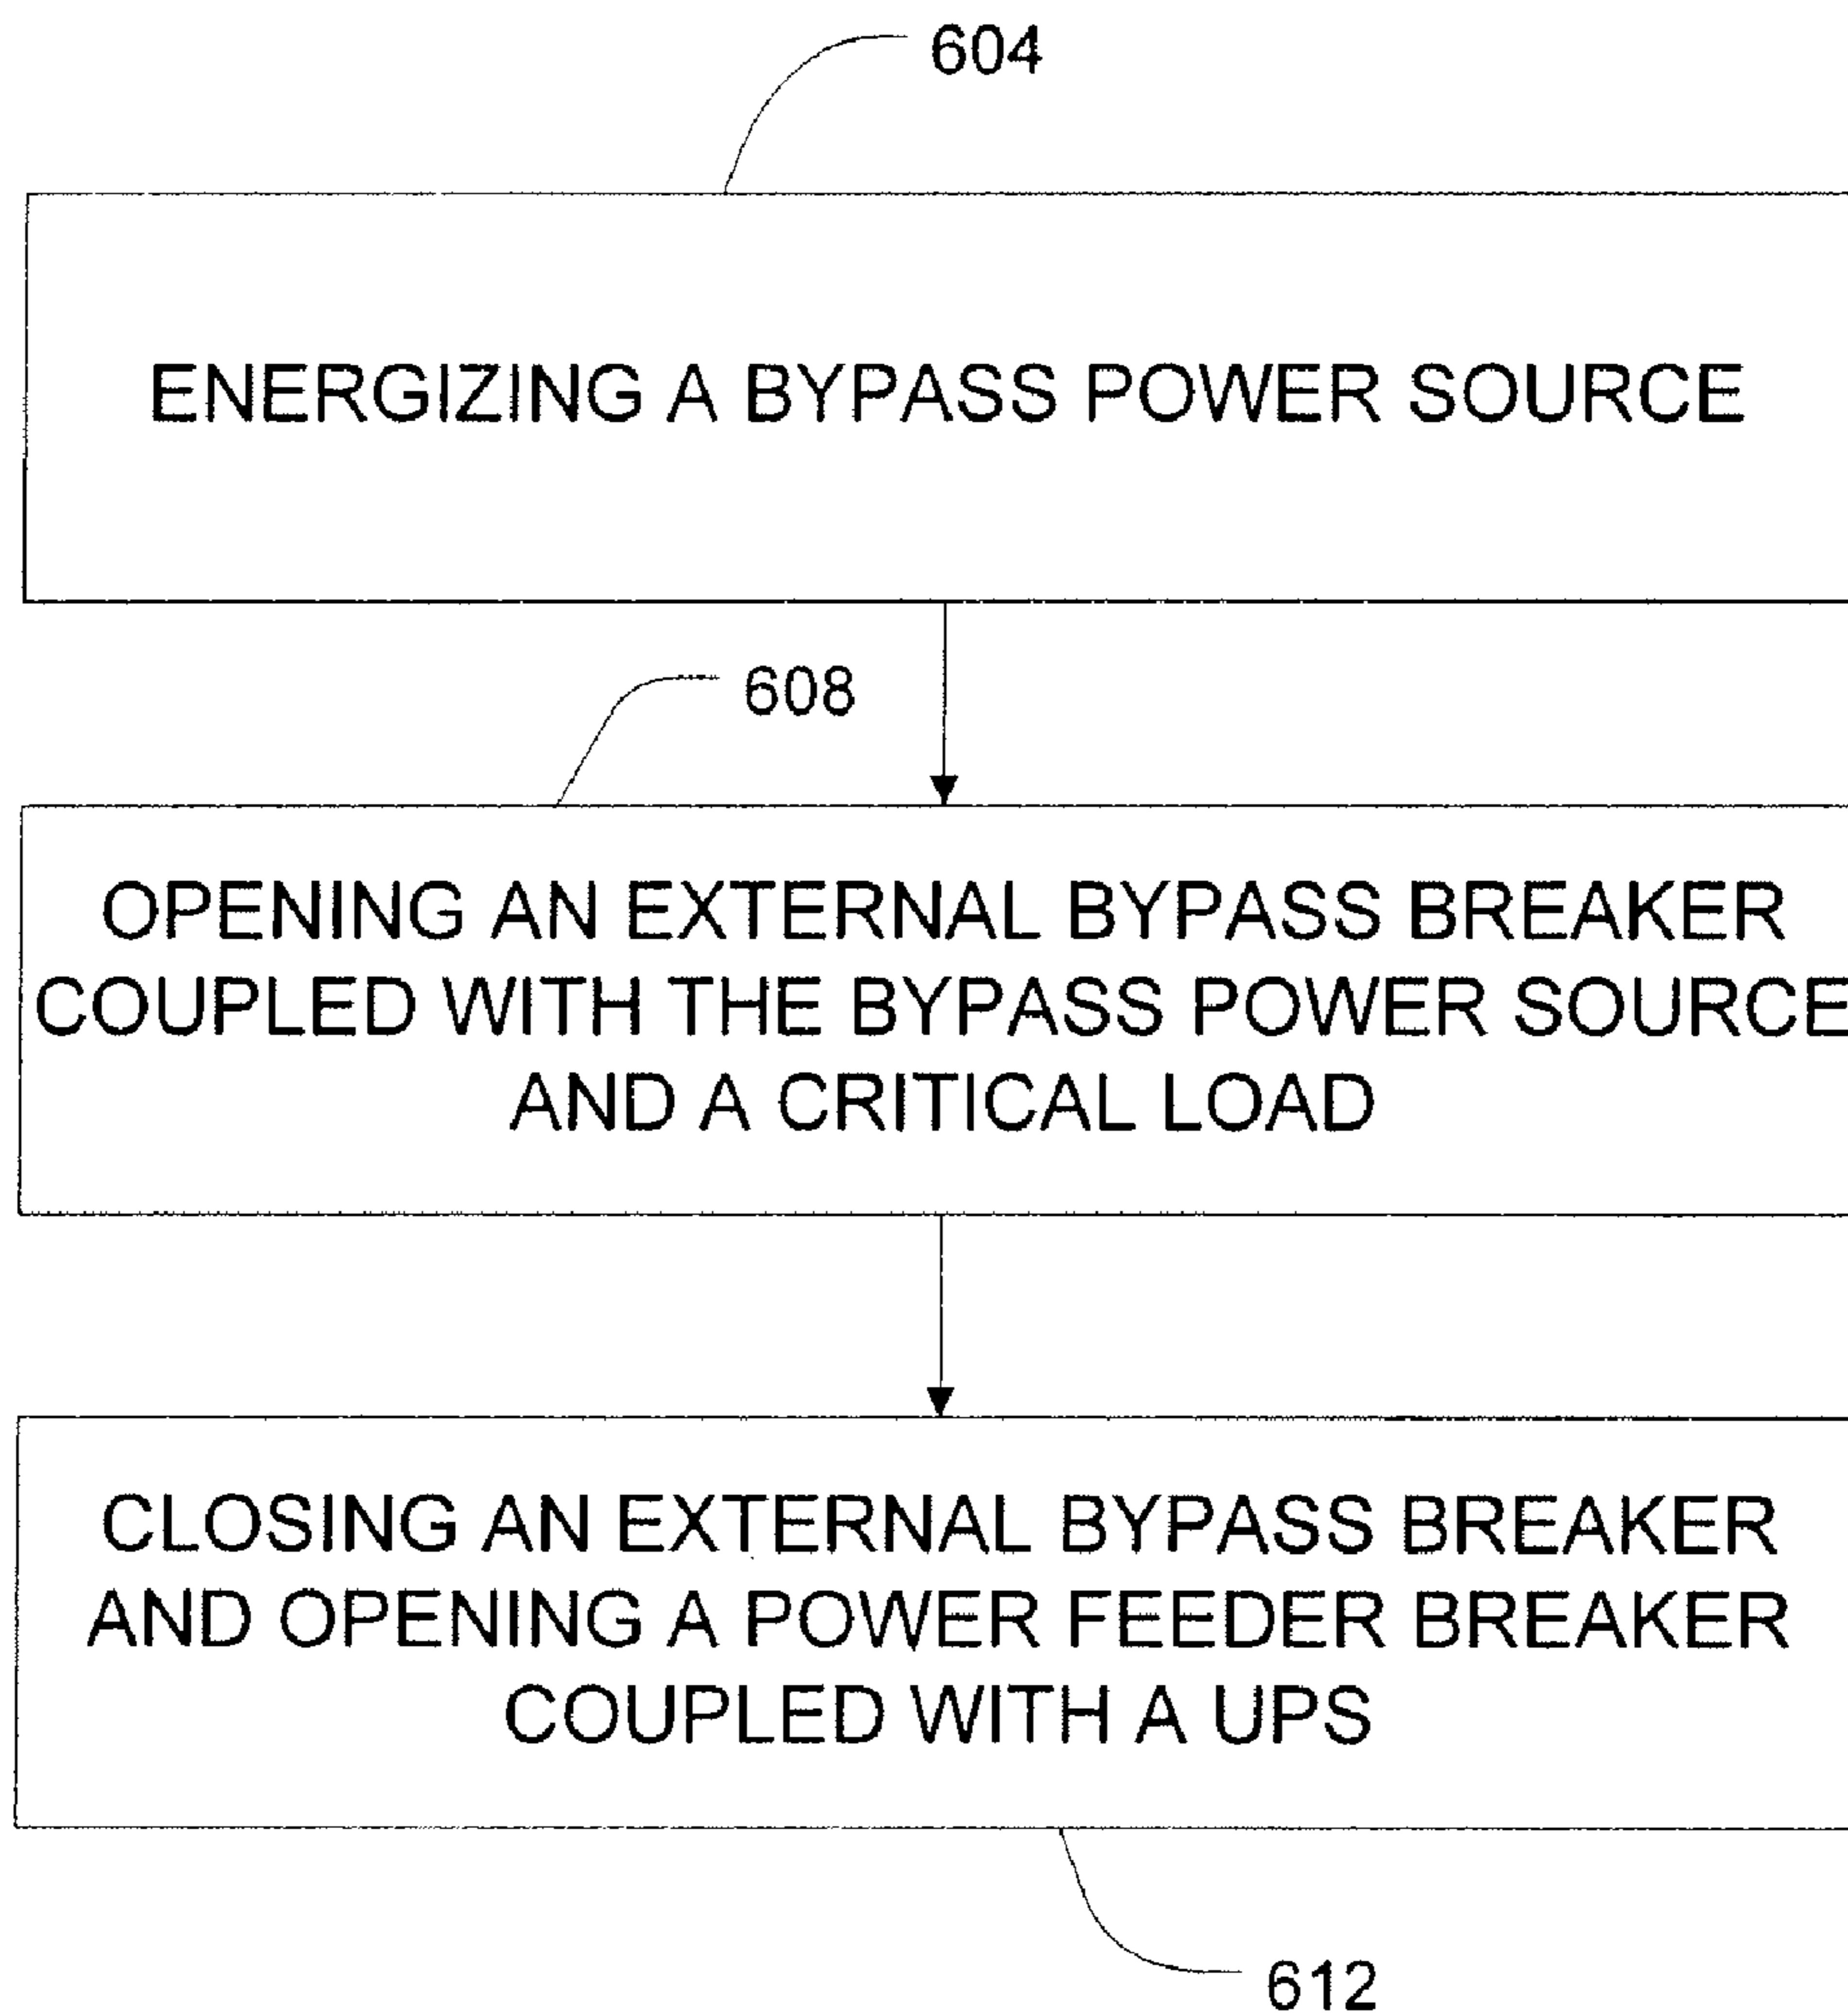 604
ENERGIZING A BYPASS POWER SOURCE
608
OPENING AN EXTERNAL BYPASS BREAKER
COUPLED WITH THE BYPASS POWER SOURCE
AND A CRITICAL LOAD
CLOSING AN EXTERNAL BYPASS BREAKER
AND OPENING A POWER FEEDER BREAKER
COUPLED WITH A UPS
612